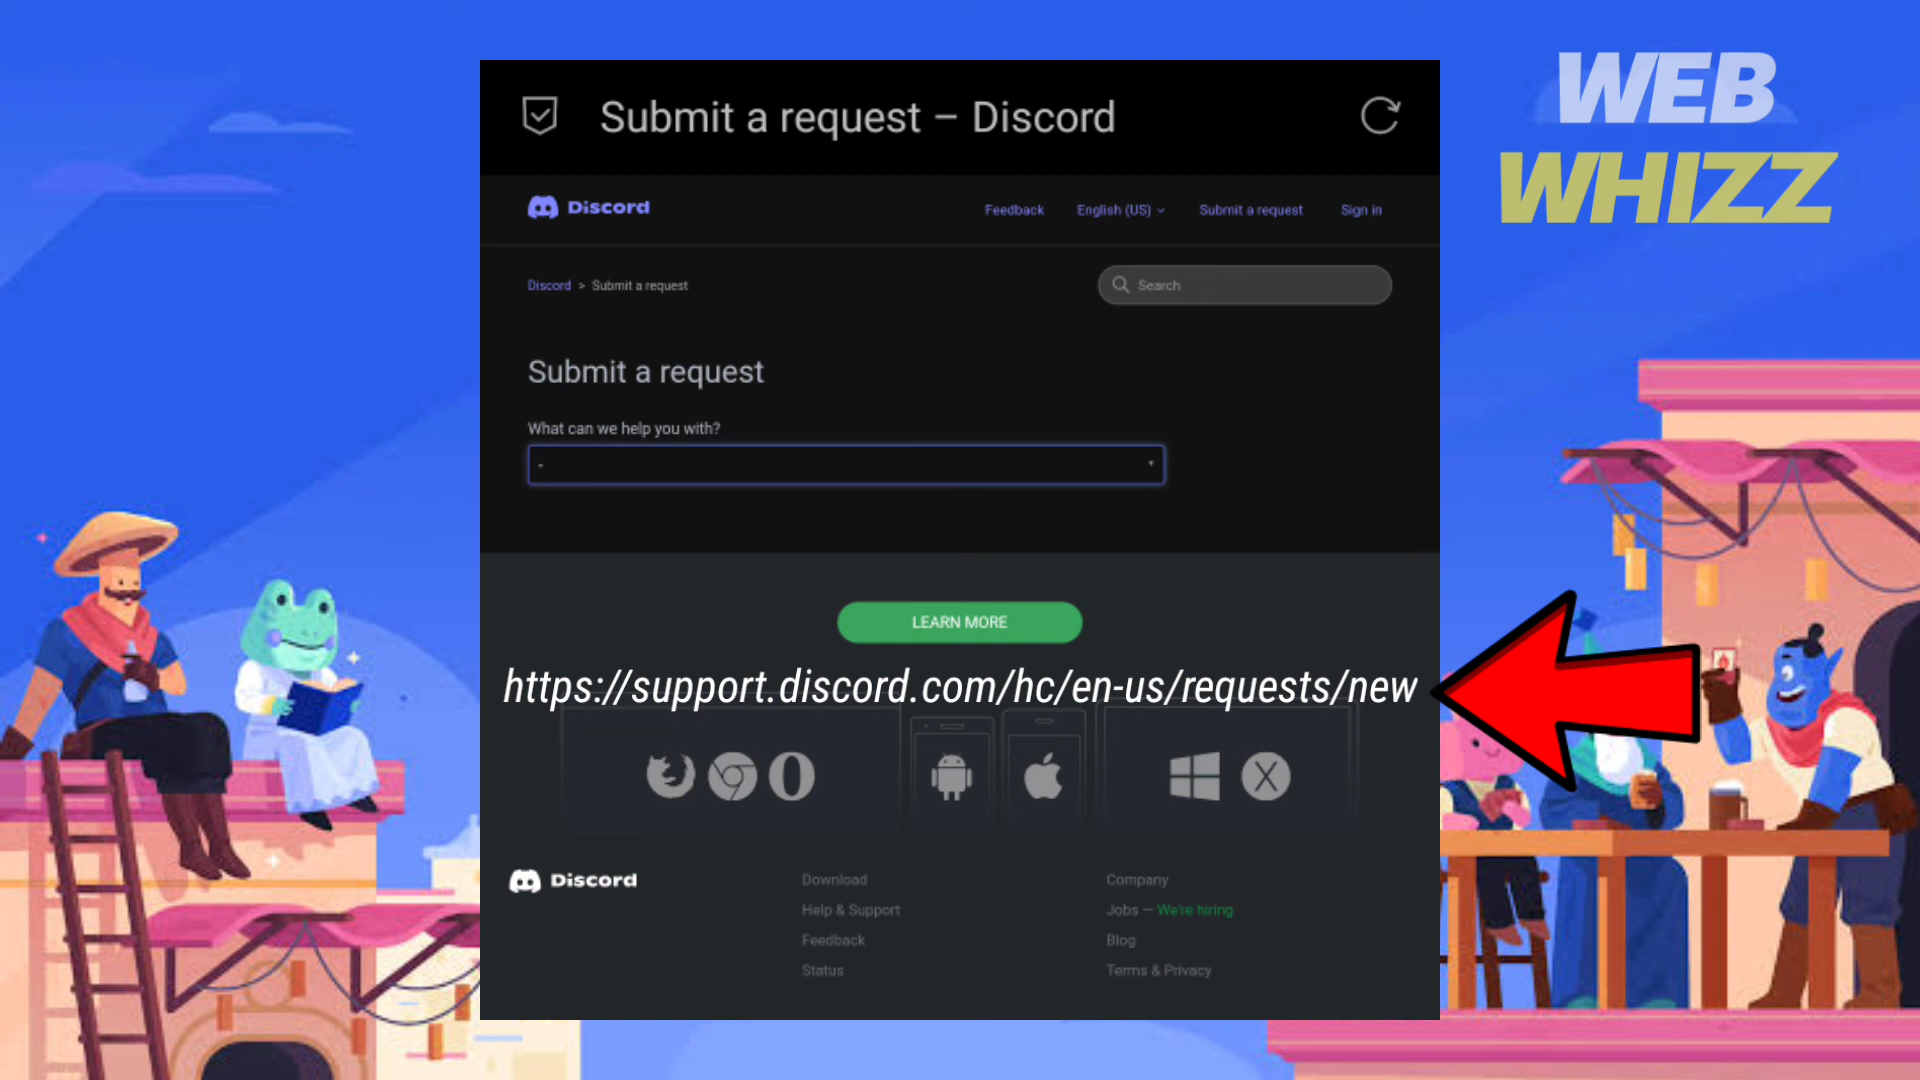 WEB
WHIZZ
Submit a request – Discord
Discord
Feedback
English (US)
Submit a request
Sign in
Discord > Submit a request
Search
Submit a request
What can we help you with?
-
LEARN MORE
https://support.discord.com/hc/en-us/requests/new
Discord
Download
Help & Support
Feedback
Status
Company
Jobs — We're hiring
Blog
Terms & Privacy